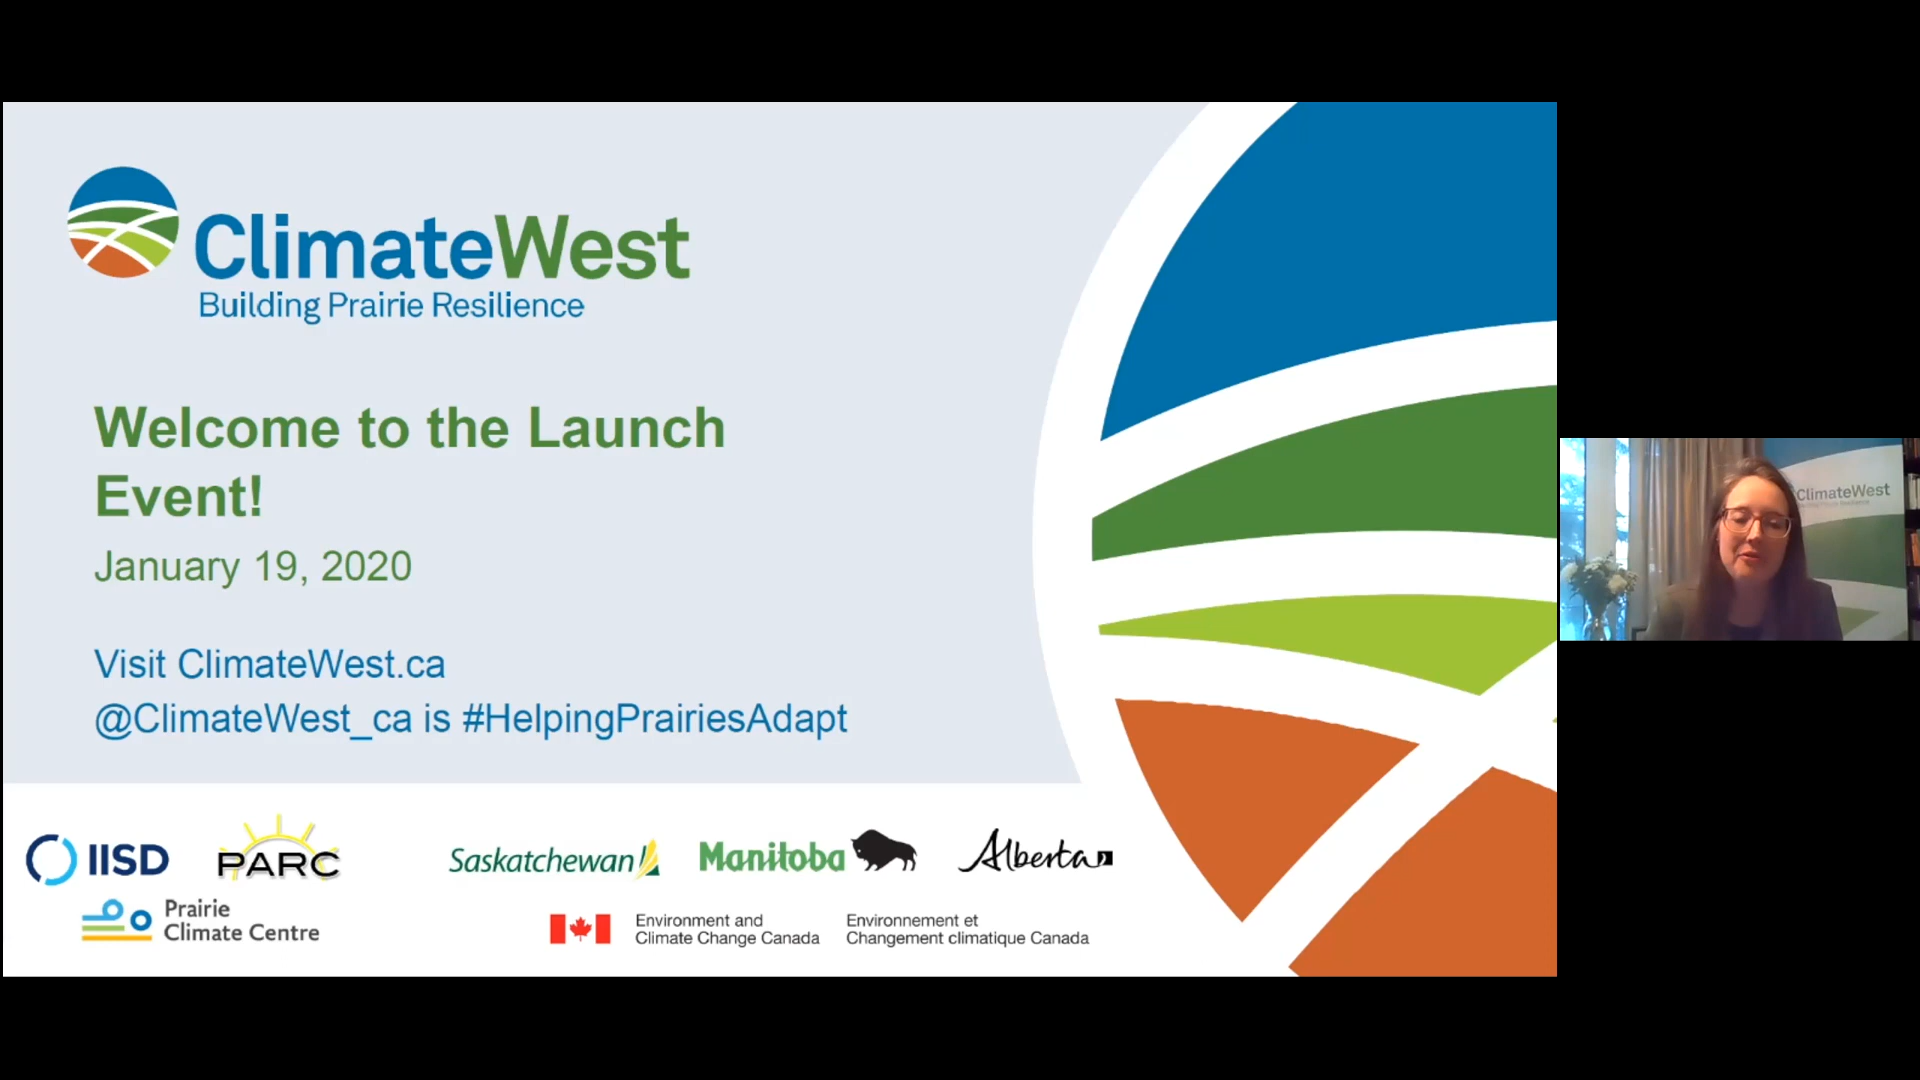 ClimateWest
Building Prairie Resilience
Welcome to the Launch
Event!
January 19, 2020
Visit ClimateWest.ca
@ClimateWest_ca is #HelpingPrairiesAdapt
IISD
PARC
Saskatchewan
Manitoba
Alberta
Prairie
Climate Centre
Environment and
Climate Change Canada
Environnement et
Changement climatique Canada
ClimateWest